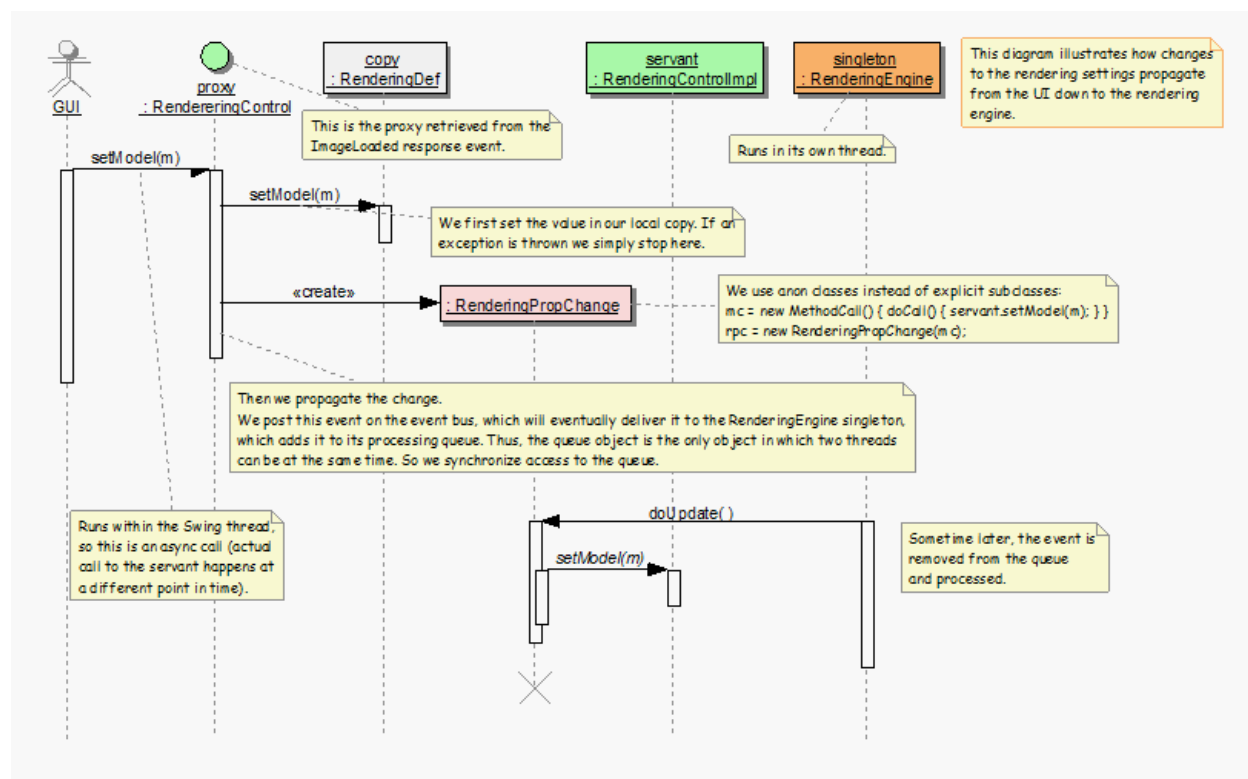 GUI
proxy
: RendereringControl
copy
: RenderingDef
servant
: RenderingControlImpl
singleton
: RenderingEngine
This diagram illustrates how changes
to the rendering settings propagate
from the UI down to the rendering
engine.
This is the proxy retrieved from the
ImageLoaded response event.
Runs in its own thread.
setModel(m)
setModel(m)
We first set the value in our local copy. If an
exception is thrown we simply stop here.
«create»
: RenderingPropChange
We use anon classes instead of explicit subclasses:
mc = new MethodCall() { doCall() { servant.setModel(m); } }
rpc = new RenderingPropChange(mc);
Then we propagate the change.
We post this event on the event bus, which will eventually deliver it to the RenderingEngine singleton,
which adds it to its processing queue. Thus, the queue object is the only object in which two threads
can be at the same time. So we synchronize access to the queue.
Runs within the Swing thread,
so this is an async call (actual
call to the servant happens at
a different point in time).
doUpdate( )
setModel(m)
Sometime later, the event is
removed from the queue
and processed.